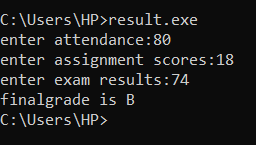 C:\Users\HP>result.exe
enter attendance:80
enter assignment scores:18
enter exam results:74
finalgrade is B
C:\Users\HP>